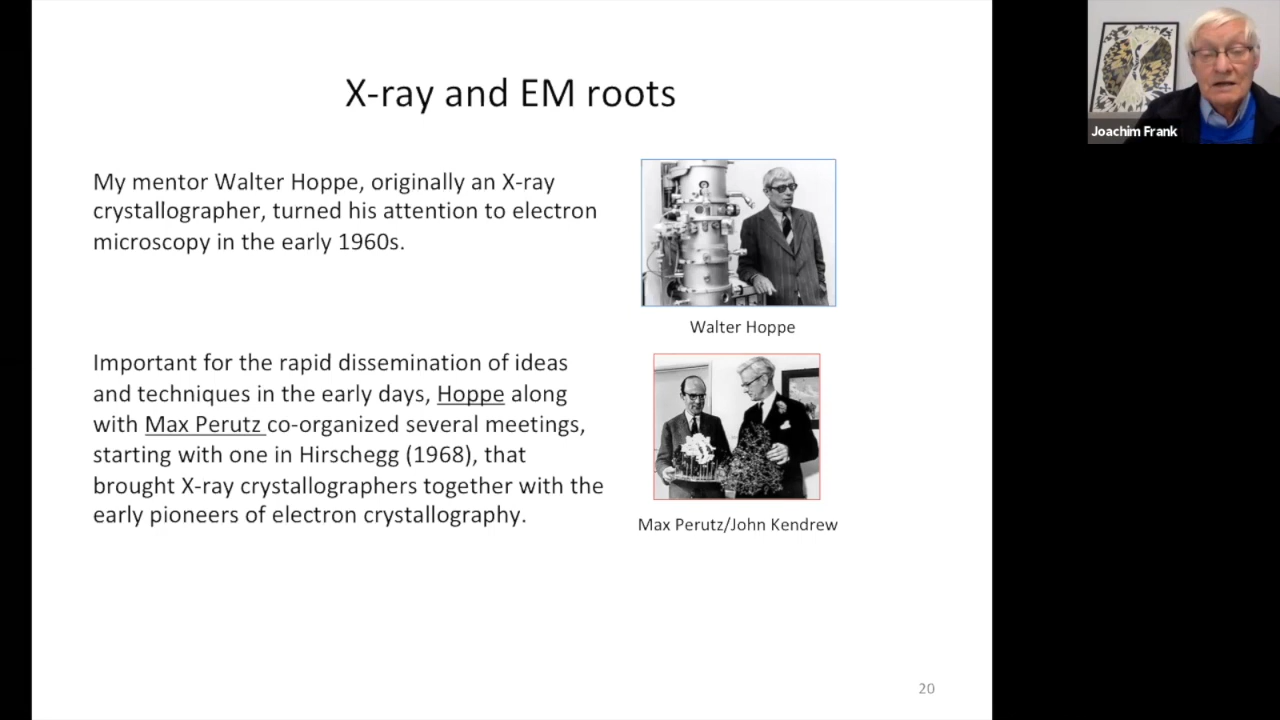 X-ray and EM roots
My mentor Walter Hoppe, originally an X-ray
crystallographer, turned his attention to electron
microscopy in the early 1960s.
Walter Hoppe
Important for the rapid dissemination of ideas
and techniques in the early days, Hoppe along
with Max Perutz co-organized several meetings,
starting with one in Hirschegg (1968), that
brought X-ray crystallographers together with the
early pioneers of electron crystallography.
Max Perutz/John Kendrew
20
Joachim Frank